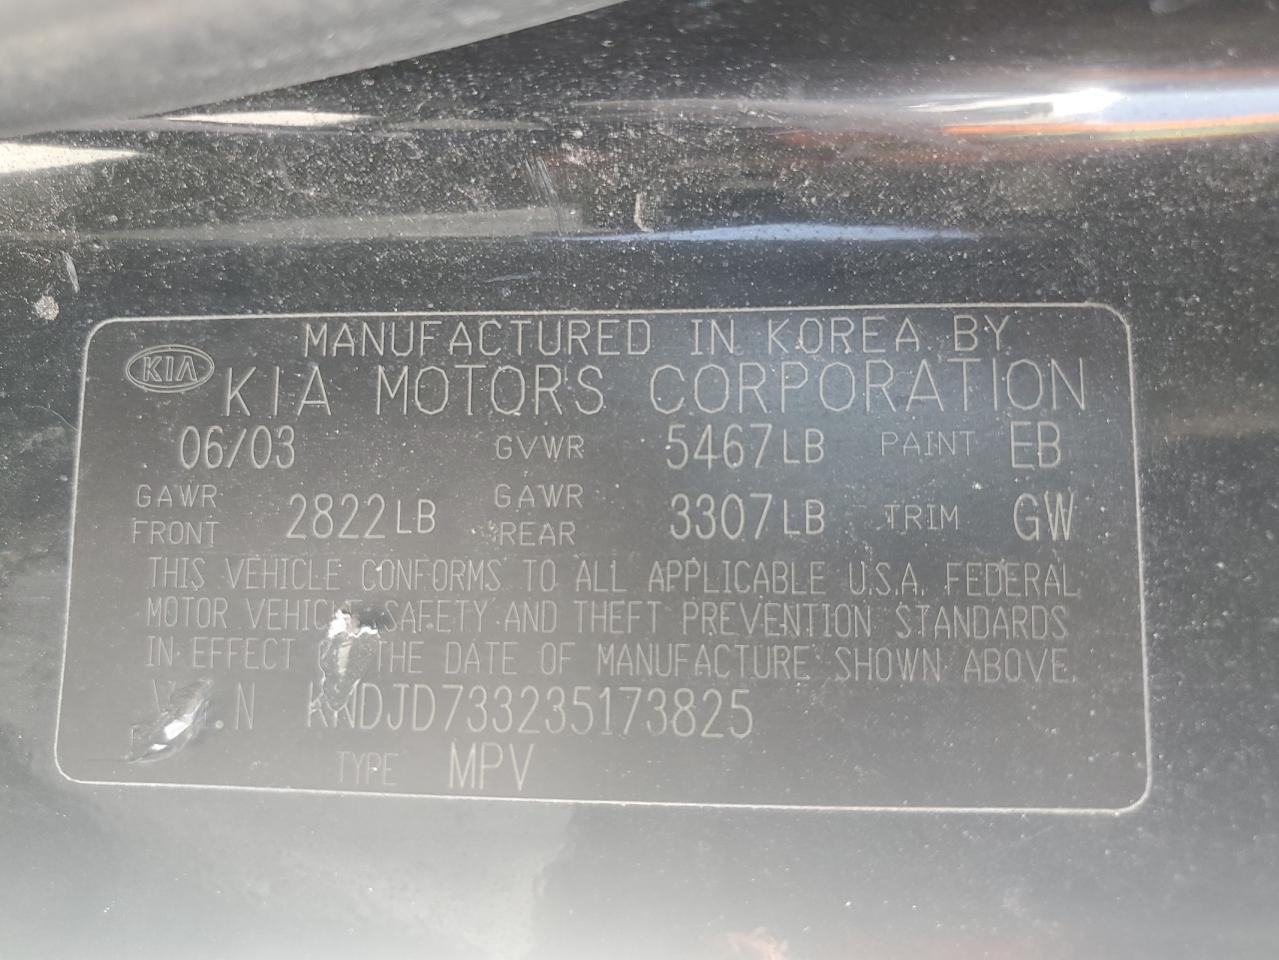 MANUFACTURED IN KOREA BY
KIA KIA MOTORS CORPORATION
06/03 GVWR 5467LB PAINT EB
GAWR FRONT 2822LB GAWR REAR 3307LB TRIM GW
THIS VEHICLE CONFORMS TO ALL APPLICABLE U.S.A. FEDERAL
MOTOR VEHICLE SAFETY AND THEFT PREVENTION STANDARDS
IN EFFECT THE DATE OF MANUFACTURE SHOWN ABOVE.
KNDJD733235173825
TYPE MPV